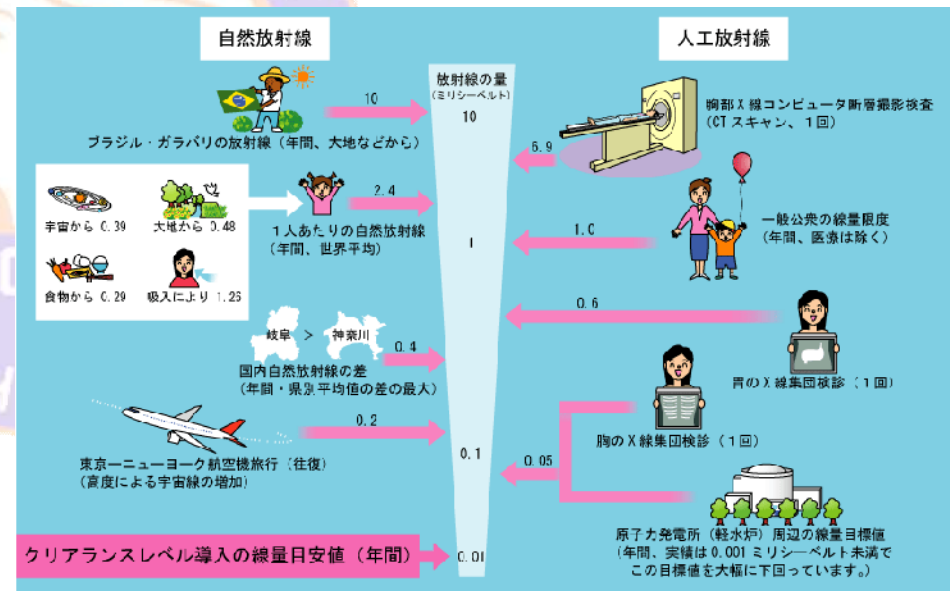 自然放射線
人工放射線
放射線の量
(ミリシーベルト)
10
1
0.1
0.01
10
ブラジル・ガラバリの放射線（年間、大地などから）
宇宙から 0.39
大地から 0.48
食物から 0.29
吸入により 1.26
2.4
1人あたりの自然放射線
（年間、世界平均）
岐阜 > 神奈川
0.4
国内自然放射線の差
（年間・県別平均値の差の最大）
0.2
東京ーニューヨーク航空機旅行（往復）
（高度による宇宙線の増加）
クリアランスレベル導入の線量目安値（年間）
胸部X線コンピュータ断層撮影検査
（CTスキャン、1回）
6.9
一般公衆の線量限度
（年間、医療は除く）
1.0
0.6
胃のX線集団検診（1回）
胸のX線集団検診（1回）
0.05
原子力発電所（軽水炉）周辺の線量目標値
（年間、実績は0.001ミリシーベルト未満で
この目標値を大幅に下回っています。）